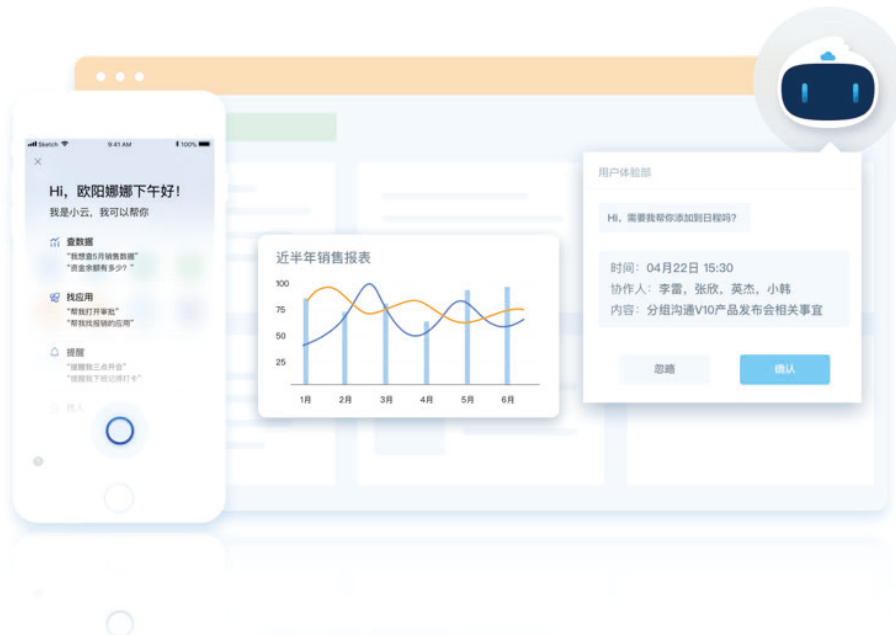 Sketch
9:41 AM
100%
Hi，欧阳娜娜下午好！
我是小云，我可以帮你
查数据
"我想查5月销售数据"
"资金余额有多少？"
找应用
"帮我打开审批"
"帮我找报销的应用"
提醒
"提醒我三点开会"
"提醒我下班记得打卡"
找人
近半年销售报表
100
75
50
25
1月 2月 3月 4月 5月 6月
用户体验部
Hi，需要我帮你添加到日程吗？
时间：04月22日 15:30
协作人：李雷，张欣，英杰，小韩
内容：分组沟通V10产品发布会相关事宜
忽略 确认